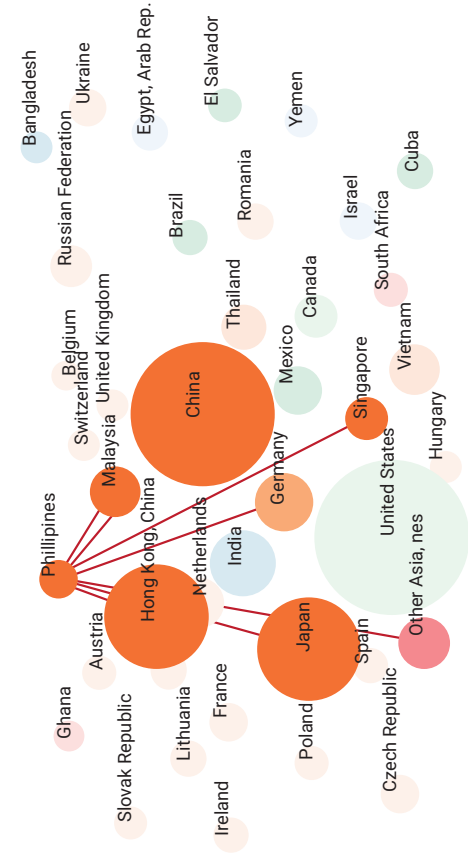 Bangladesh
Phillipines
Ghana
Russian Federation
Belgium
Switzerland
Ukraine
Austria
United Kingdom
Malaysia
Slovak Republic
Egypt, Arab Rep.
Hong Kong, China
Brazil
Lithuania
China
Netherlands
El Salvador
France
Ireland
Thailand
India
Romania
Germany
Mexico
Yemen
Japan
Poland
Canada
Israel
Singapore
Spain
South Africa
United States
Czech Republic
Vietnam
Cuba
Other Asia, nes
Hungary